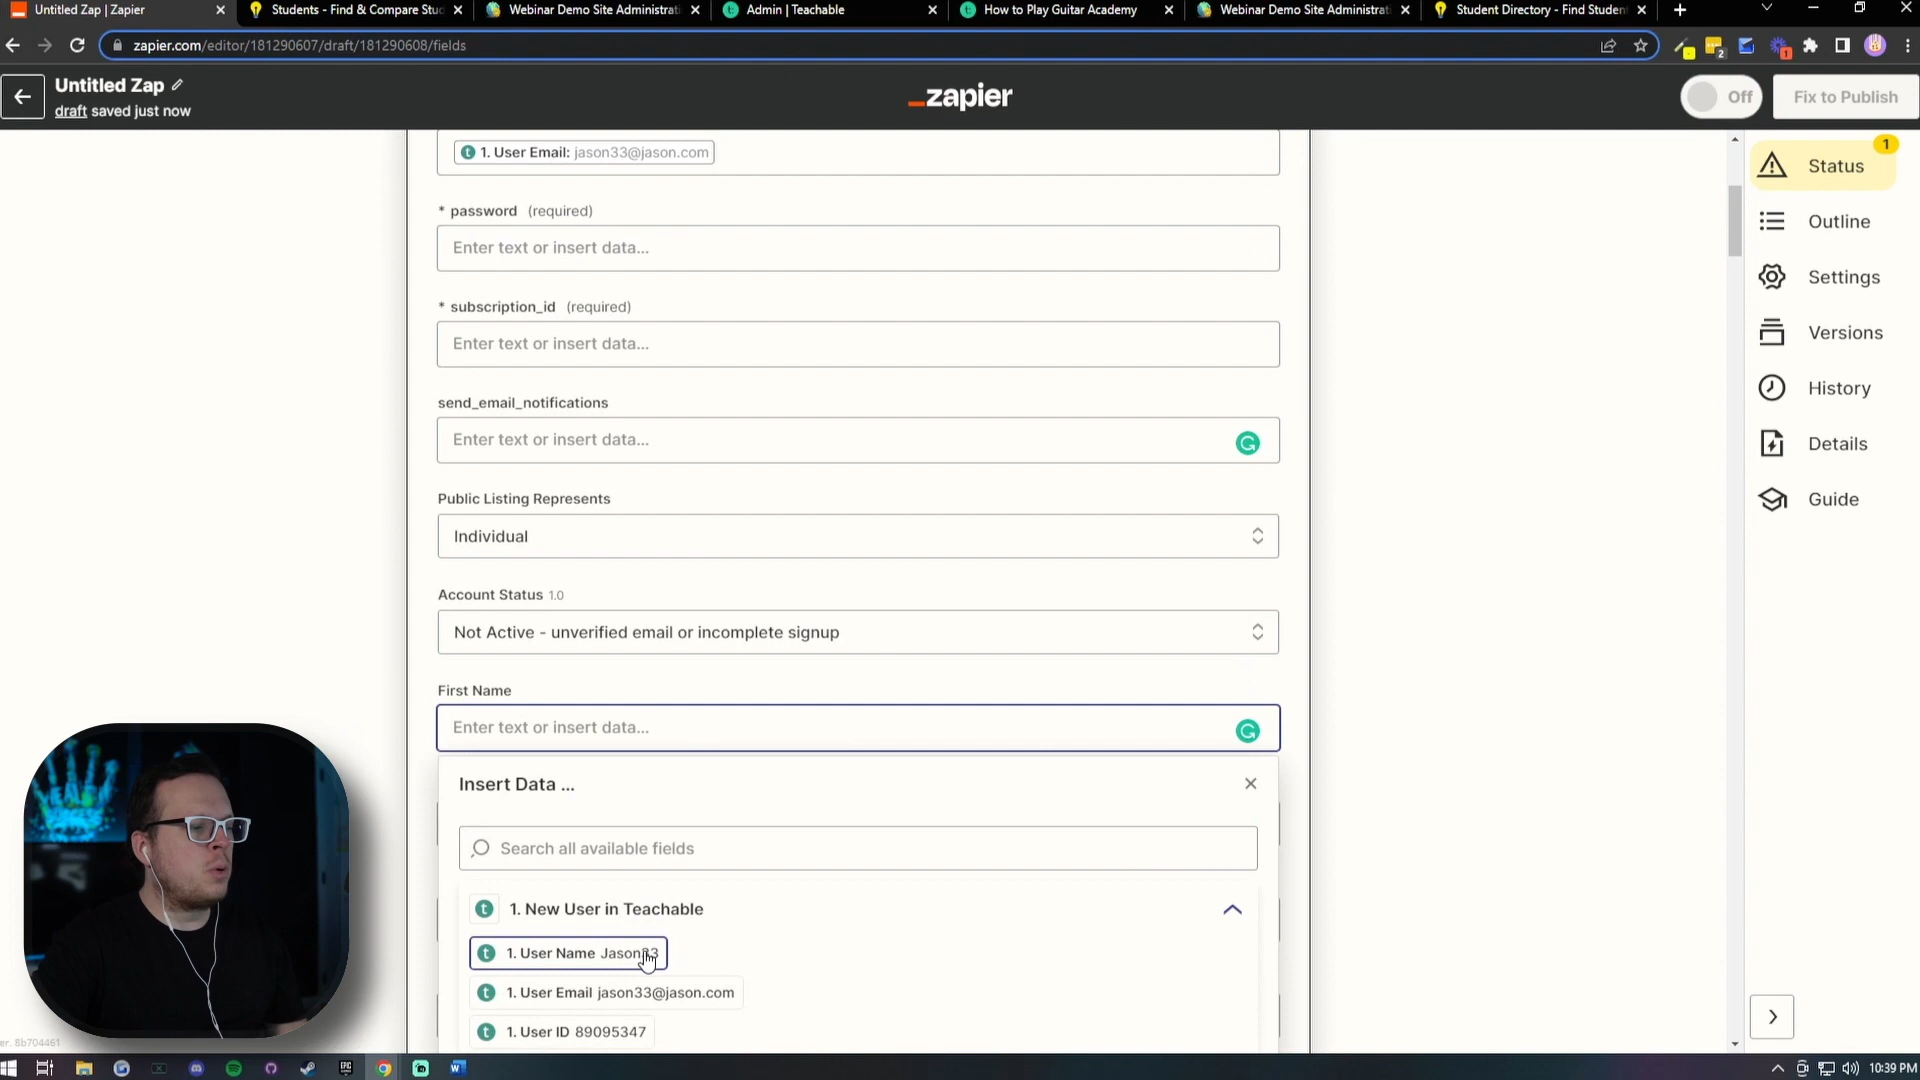 Untitled Zap | Zapier
Students - Find & Compare Stu
Webinar Demo Site Administrati
Admin | Teachable
How to Play Guitar Academy
Webinar Demo Site Administrati
Student Directory - Find Studen
zapier.com/editor/181290607/draft/181290608/fields
Untitled Zap
draft saved just now
zapier
Off
Fix to Publish
1. User Email: jason33@jason.com
* password (required)
Enter text or insert data...
* subscription_id (required)
Enter text or insert data...
send_email_notifications
Enter text or insert data...
Public Listing Represents
Individual
Account Status 1.0
Not Active - unverified email or incomplete signup
First Name
Enter text or insert data...
Insert Data ...
Search all available fields
1. New User in Teachable
1. User Name Jason33
1. User Email jason33@jason.com
1. User ID 89095347
1
Status
Outline
Settings
Versions
History
Details
Guide
er. 8b704461
10:39 PM